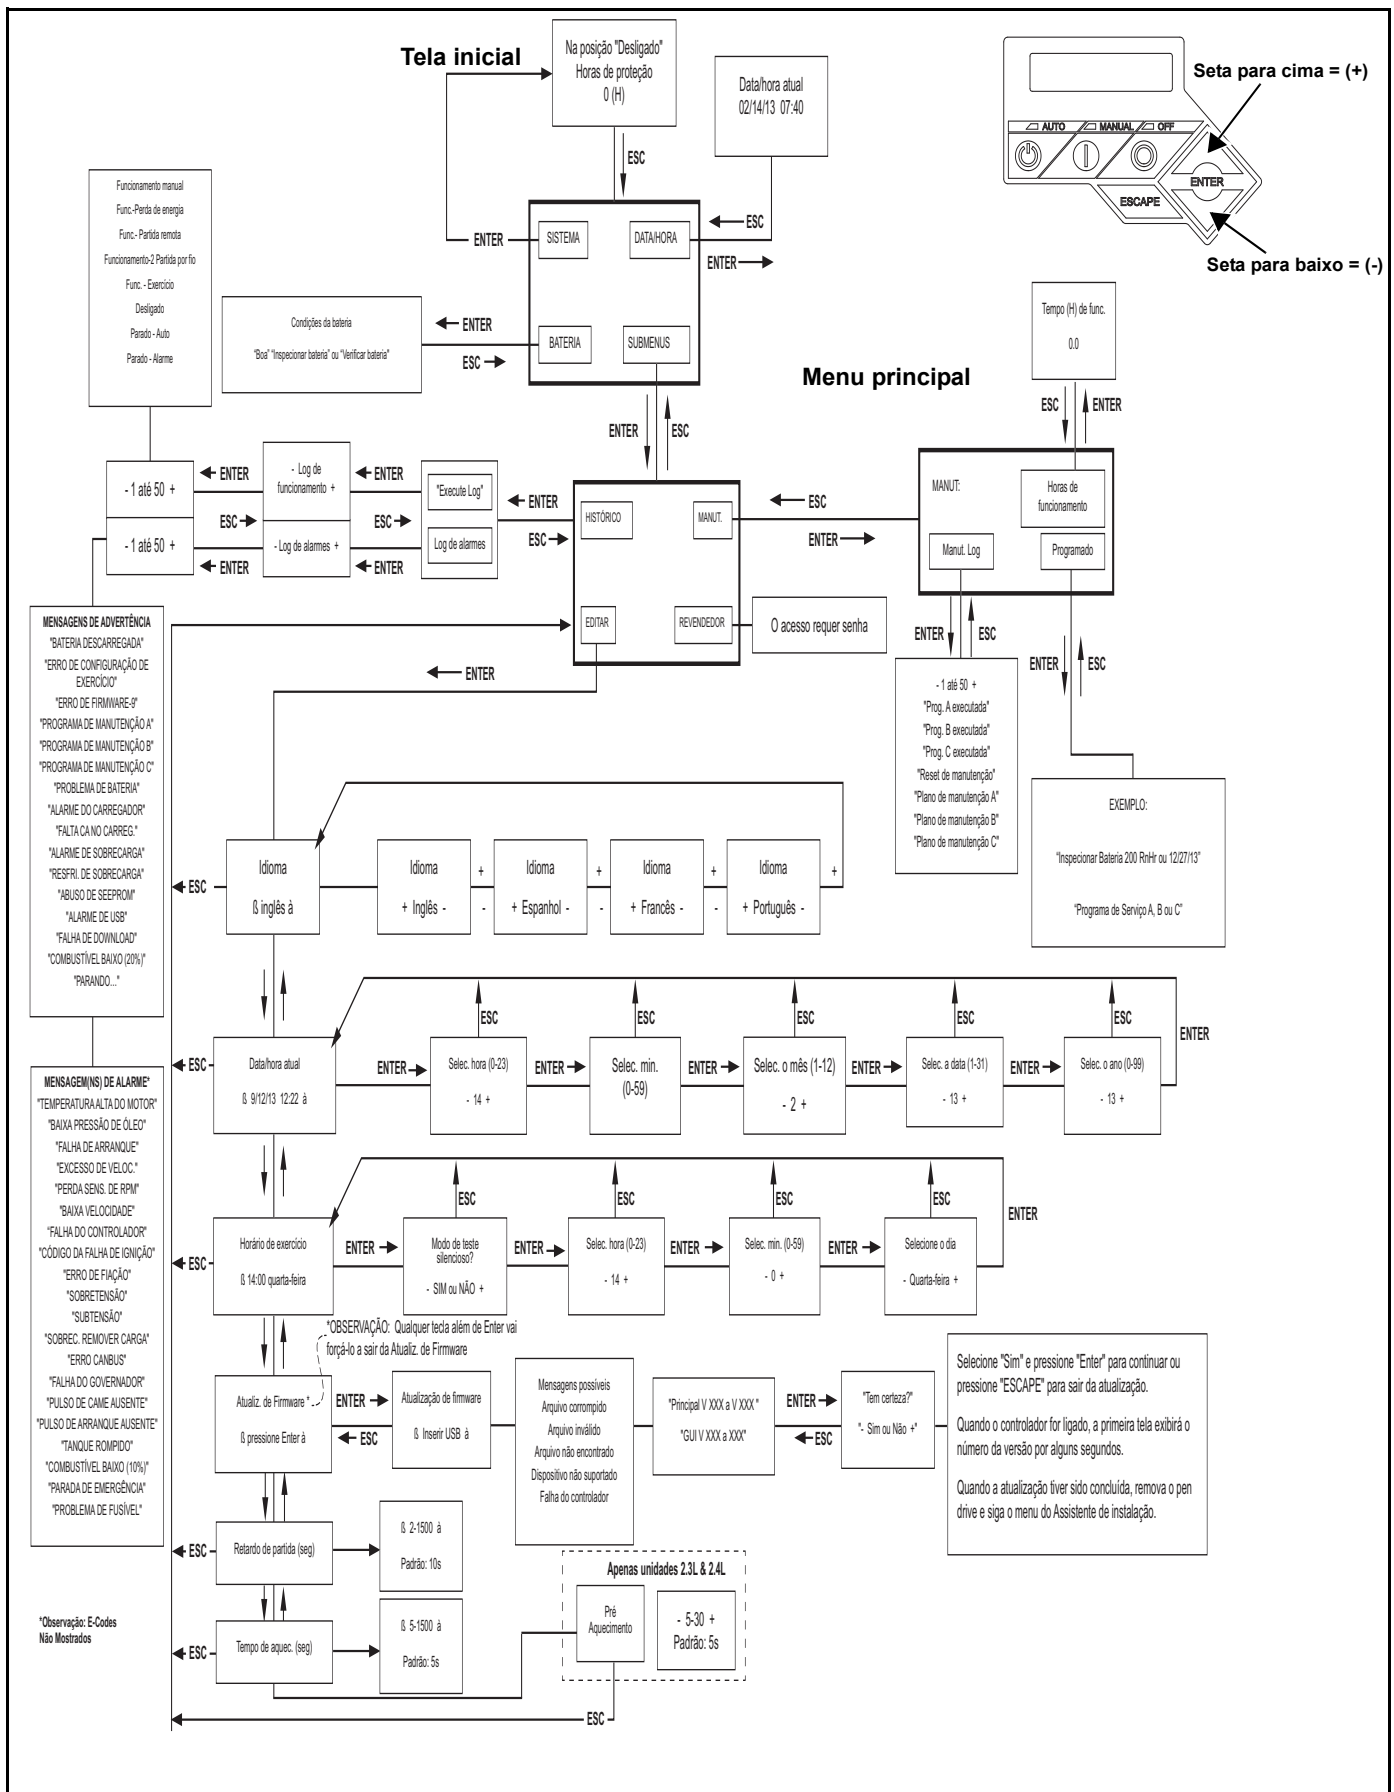 Tela inicial
Na posição "Desligado"
Horas de proteção
0 (H)
Data/hora atual
02/14/13 07:40
Seta para cima = (+)
AUTO
MANUAL
OFF
ENTER
ESCAPE
Seta para baixo = (-)
ESC
Funcionamento manual
Func.-Perda de energia
Func.- Partida remota
Funcionamento-2 Partida por fio
Func. - Exercício
Desligado
Parado - Auto
Parado - Alarme
ENTER
SISTEMA
DATA/HORA
ESC
ENTER
Condições da bateria
"Boa" "Inspecionar bateria" ou "Verificar bateria"
ENTER
ESC
BATERIA
SUBMENUS
Menu principal
Tempo (H) de func.
0.0
ESC
ENTER
ENTER
ESC
- 1 até 50 +
ENTER
- Log de
funcionamento +
ENTER
"Execute Log"
ENTER
HISTÓRICO
MANUT.
ESC
ENTER
MANUT:
Horas de
funcionamento
ESC
ESC
ESC
- 1 até 50 +
- Log de alarmes +
Log de alarmes
ENTER
ENTER
Manut. Log
Programado
EDITAR
REVENDEDOR
O acesso requer senha
ENTER
ENTER
ESC
ENTER
ESC
MENSAGENS DE ADVERTÊNCIA
"BATERIA DESCARREGADA"
"ERRO DE CONFIGURAÇÃO DE
EXERCÍCIO"
"ERRO DE FIRMWARE-9"
"PROGRAMA DE MANUTENÇÃO A"
"PROGRAMA DE MANUTENÇÃO B"
"PROGRAMA DE MANUTENÇÃO C"
"PROBLEMA DE BATERIA"
"ALARME DO CARREGADOR"
"FALTA CA NO CARREG."
"ALARME DE SOBRECARGA"
"RESFRI. DE SOBRECARGA"
"ABUSO DE SEEPROM"
"ALARME DE USB"
"FALHA DE DOWNLOAD"
"COMBUSTÍVEL BAIXO (20%)"
"PARANDO..."
- 1 até 50 +
"Prog. A executada"
"Prog. B executada"
"Prog. C executada"
"Reset de manutenção"
"Plano de manutenção A"
"Plano de manutenção B"
"Plano de manutenção C"
EXEMPLO:
"Inspecionar Bateria 200 RnHr ou 12/27/13"
"Programa de Serviço A, B ou C"
ESC
Idioma
ß inglês à
Idioma
+ Inglês -
+
-
Idioma
+ Espanhol -
+
-
Idioma
+ Francês -
+
-
Idioma
+ Português -
+
ESC
ESC
ESC
ESC
ESC
ENTER
ESC
Data/hora atual
ß 9/12/13 12:22 à
ENTER
Selec. hora (0-23)
- 14 +
ENTER
Selec. min.
(0-59)
ENTER
Selec. o mês (1-12)
- 2 +
ENTER
Selec. a data (1-31)
- 13 +
ENTER
Selec. o ano (0-99)
- 13 +
MENSAGEM(NS) DE ALARME*
"TEMPERATURA ALTA DO MOTOR"
"BAIXA PRESSÃO DE ÓLEO"
"FALHA DE ARRANQUE"
"EXCESSO DE VELOC."
"PERDA SENS. DE RPM"
"BAIXA VELOCIDADE"
"FALHA DO CONTROLADOR"
"CÓDIGO DA FALHA DE IGNIÇÃO"
"ERRO DE FIAÇÃO"
"SOBRETENSÃO"
"SUBTENSÃO"
"SOBREC. REMOVER CARGA"
"ERRO CANBUS"
"FALHA DO GOVERNADOR"
"PULSO DE CAME AUSENTE"
"PULSO DE ARRANQUE AUSENTE"
"TANQUE ROMPIDO"
"COMBUSTÍVEL BAIXO (10%)"
"PARADA DE EMERGÊNCIA"
"PROBLEMA DE FUSÍVEL"
ESC
ESC
ESC
ESC
ENTER
ESC
Horário de exercício
ß 14:00 quarta-feira
ENTER
Modo de teste
silencioso?
- SIM ou NÃO +
ENTER
Selec. hora (0-23)
- 14 +
ENTER
Selec. min. (0-59)
- 0 +
ENTER
Selecione o dia
- Quarta-feira +
*OBSERVAÇÃO: Qualquer tecla além de Enter vai
forçá-lo a sair da Atualiz. de Firmware
Atualiz. de Firmware *
ß pressione Enter à
ENTER
ESC
Atualização de firmware
ß Inserir USB à
Mensagens possíveis
Arquivo corrompido
Arquivo inválido
Arquivo não encontrado
Dispositivo não suportado
Falha do controlador
"Principal V XXX a V XXX "
"GUI V XXX a XXX"
ENTER
ESC
"Tem certeza?"
"- Sim ou Não +"
Selecione "Sim" e pressione "Enter" para continuar ou
pressione "ESCAPE" para sair da atualização.
Quando o controlador for ligado, a primeira tela exibirá o
número da versão por alguns segundos.
Quando a atualização tiver sido concluída, remova o pen
drive e siga o menu do Assistente de instalação.
ESC
Retardo de partida (seg)
ß 2-1500 à
Padrão: 10s
Apenas unidades 2.3L & 2.4L
Pré
Aquecimento
- 5-30 +
Padrão: 5s
*Observação: E-Codes
Não Mostrados
ESC
Tempo de aquec. (seg)
ß 5-1500 à
Padrão: 5s
ESC